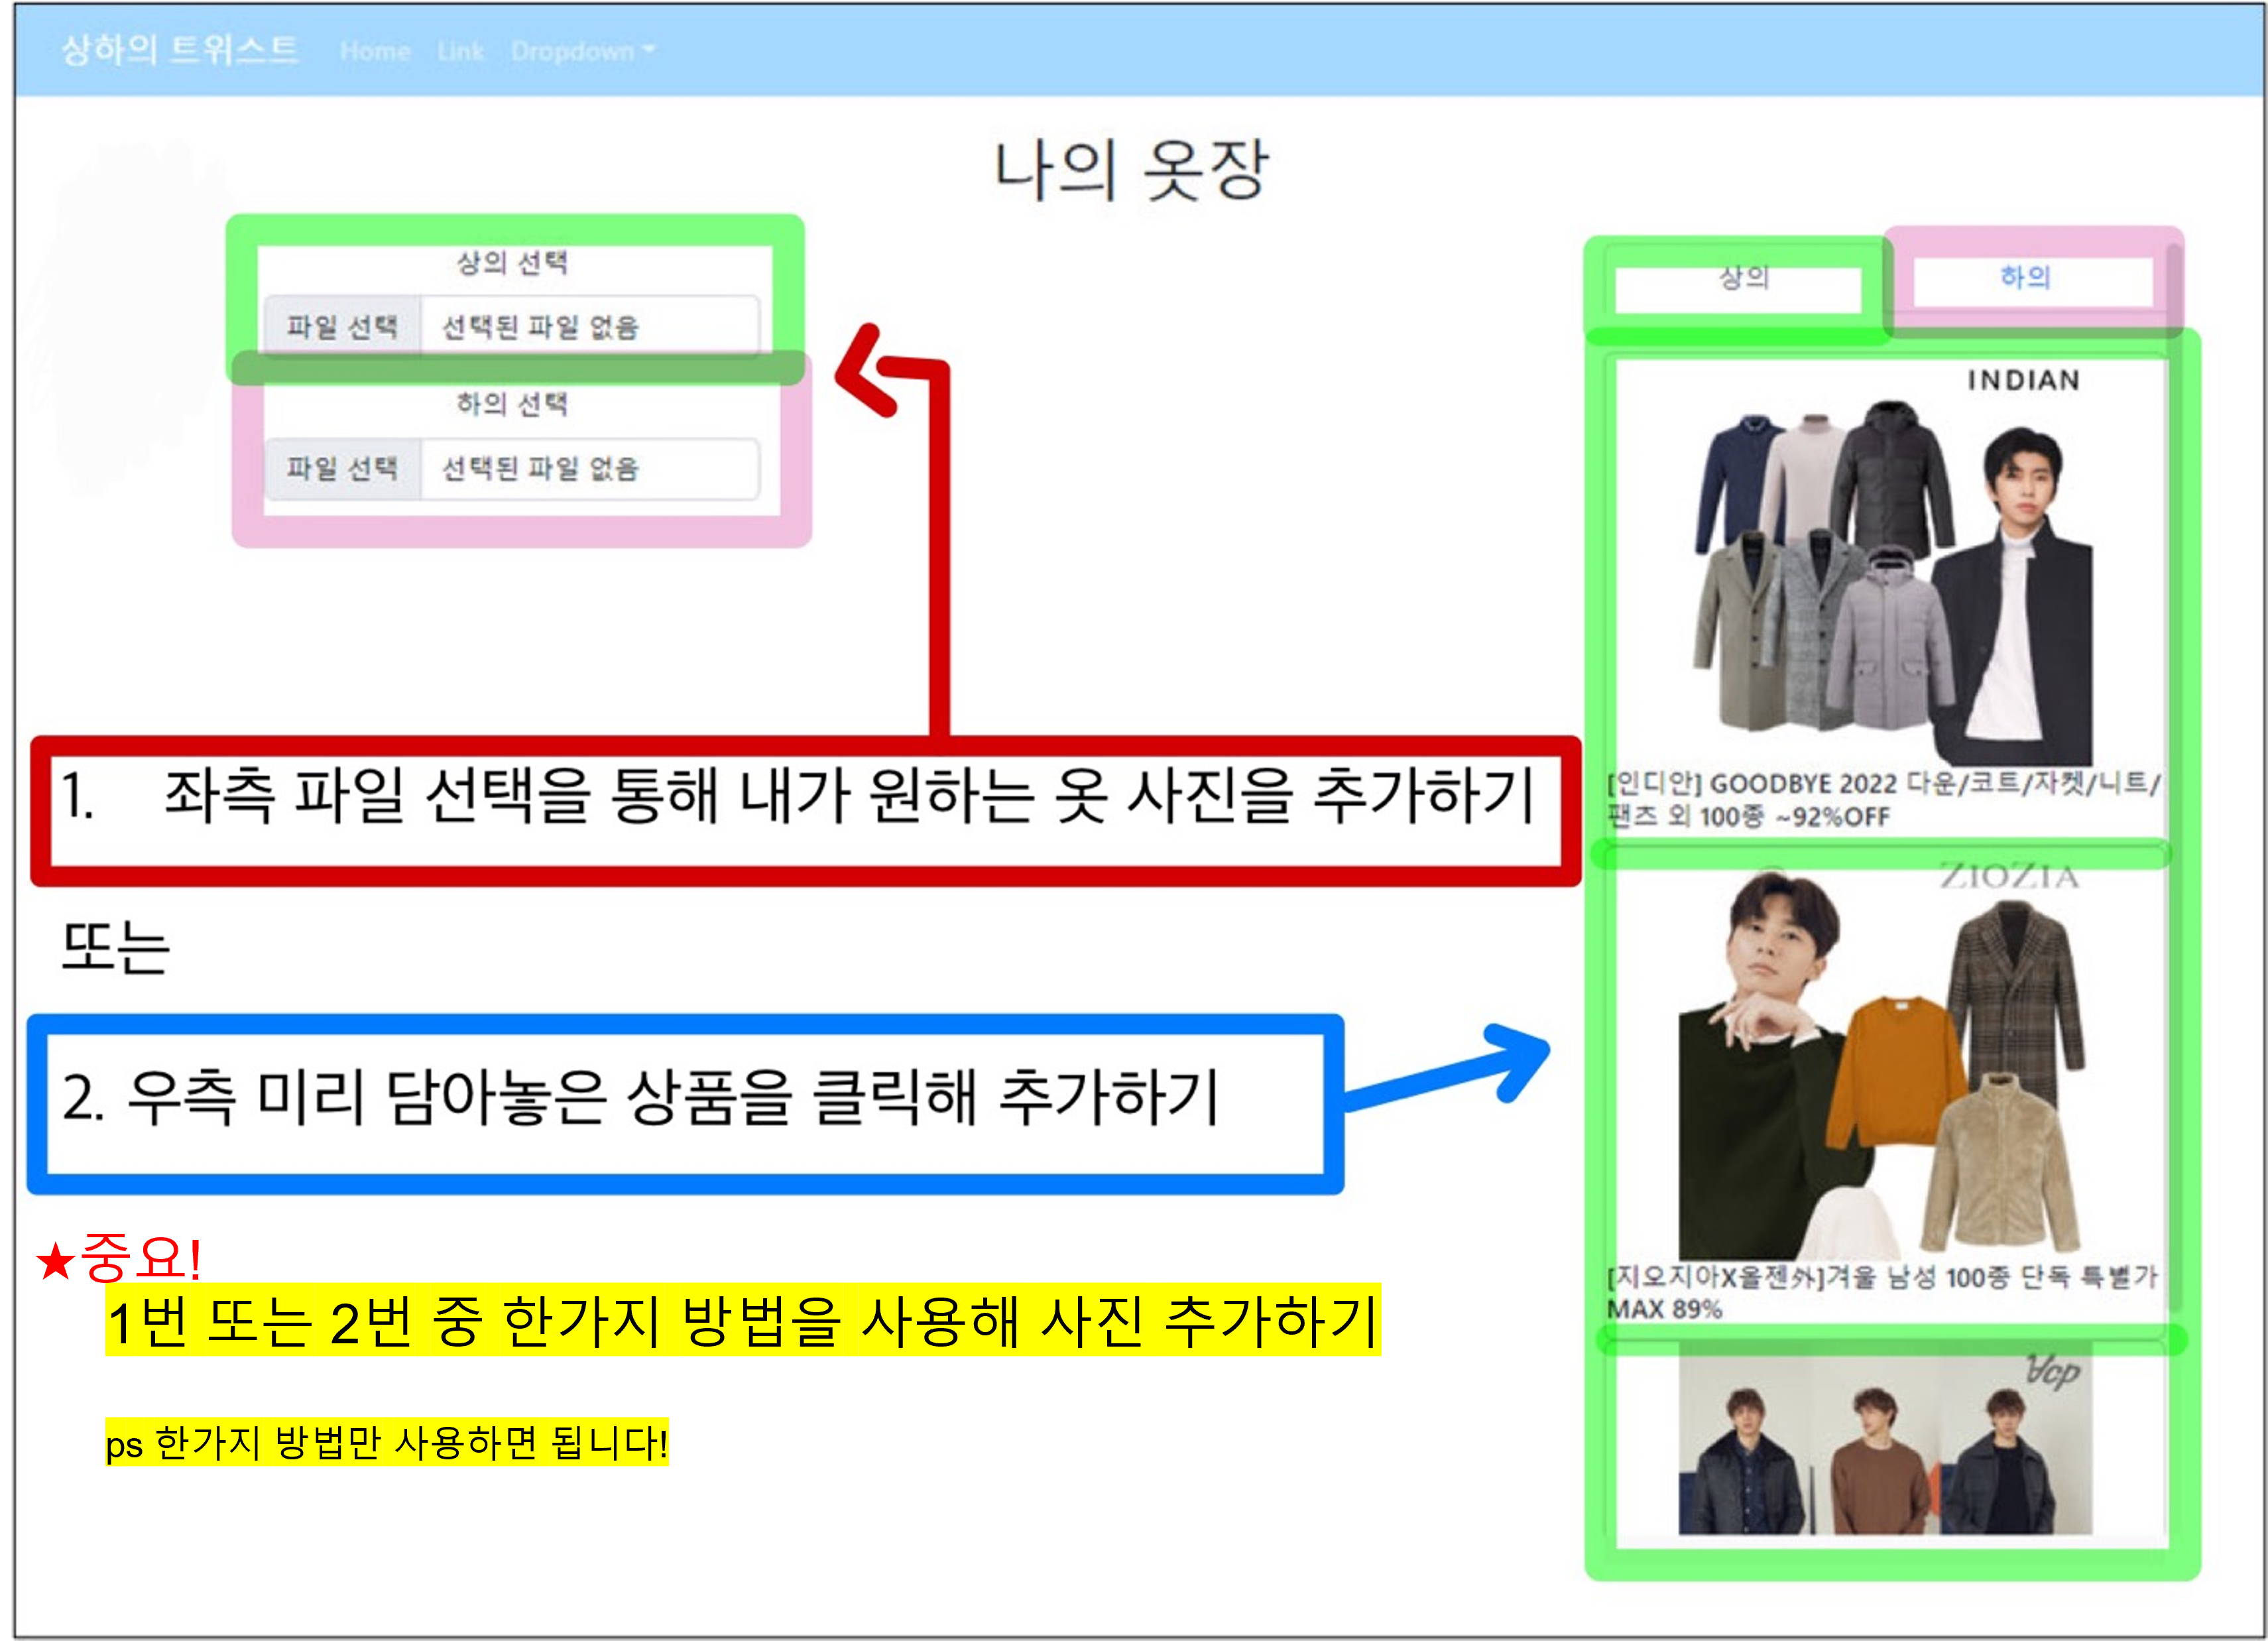 상하의 트위스트 Home Link Dropdown
나의 옷장
상의 선택
파일 선택 선택된 파일 없음
하의 선택
파일 선택 선택된 파일 없음
상의 하의
INDIAN
[인디안] GOODBYE 2022 다운/코트/자켓/니트/
팬츠 외 100종 ~92%OFF
ZIOZIA
[지오지아X올젠外]겨울 남성 100종 단독 특별가
MAX 89%
1. 좌측 파일 선택을 통해 내가 원하는 옷 사진을 추가하기
또는
2. 우측 미리 담아놓은 상품을 클릭해 추가하기
★중요!
1번 또는 2번 중 한가지 방법을 사용해 사진 추가하기
ps 한가지 방법만 사용하면 됩니다!